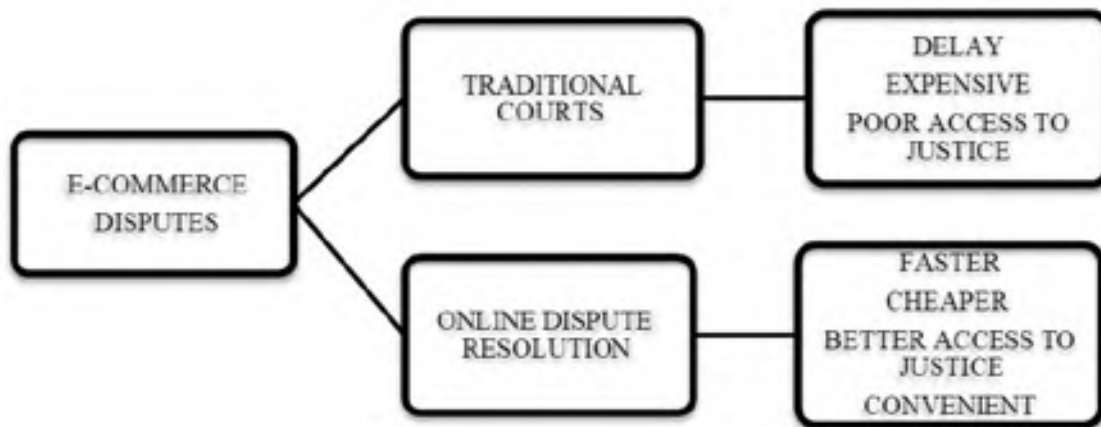 E-COMMERCE
DISPUTES
TRADITIONAL
COURTS
DELAY
EXPENSIVE
POOR ACCESS TO
JUSTICE
ONLINE DISPUTE
RESOLUTION
FASTER
CHEAPER
BETTER ACCESS TO
JUSTICE
CONVENIENT